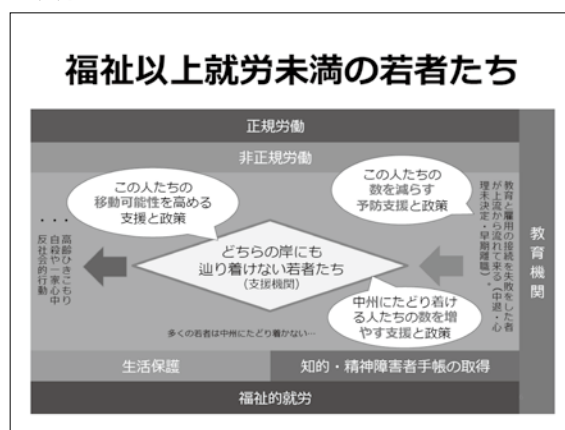 福祉以上就労未満の若者たち
正規労働
非正規労働
この人たちの
移動可能性を高める
支援と政策
この人たちの
数を減らす
予防支援と政策
教育と雇用の接続を失敗をした者
が上流から流れて来る（中退・心
理未決定・早期離職）。
教育機関
どちらの岸にも
辿り着けない若者たち
(支援機関)
高齢ひきこもり
自殺や一家心中
反社会的行動
・・・
中州にたどり着け
る人たちの数を増
やす支援と政策
多くの若者は中州にたどり着かない…
生活保護
知的・精神障害者手帳の取得
福祉的就労